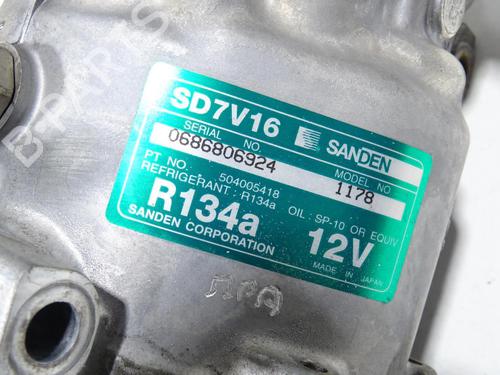 B-PARTS
SD7V16 SANDEN
SERIAL NO. MODEL NO
0686806924 1178
PT NO. 504005418
REFRIGERANT : R134a OIL : SP-10 OR EQUIV
R134a 12V
SANDEN CORPORATION MADE IN JAPAN